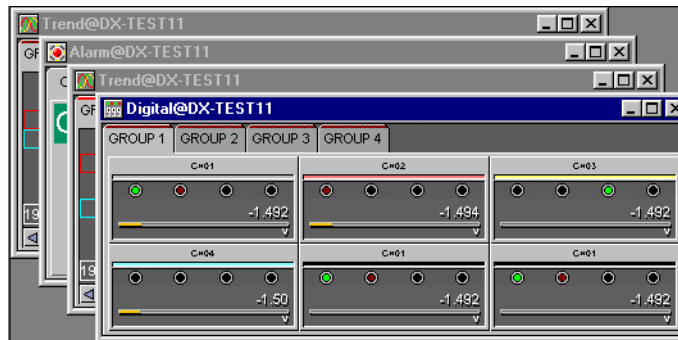 Trend@DX-TEST11
Alarm@DX-TEST11
Trend@DX-TEST11
Digital@DX-TEST11
GROUP 1 GROUP 2 GROUP 3 GROUP 4
CH01 CH02 CH03
-1.492 -1.494 -1.492
V V V
CH04 CH01 CH01
-1.50 -1.492 -1.492
V V V
19
19